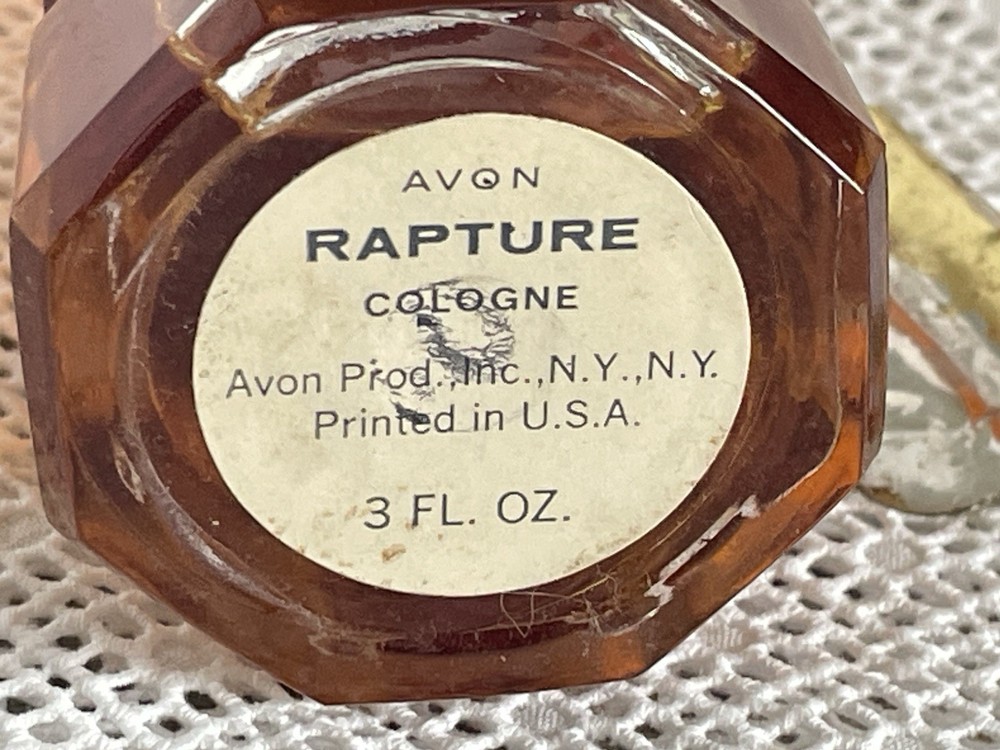 AVON
RAPTURE
COLOGNE
Avon Prod.,Inc.,N.Y.,N.Y.
Printed in U.S.A.
3 FL. OZ.